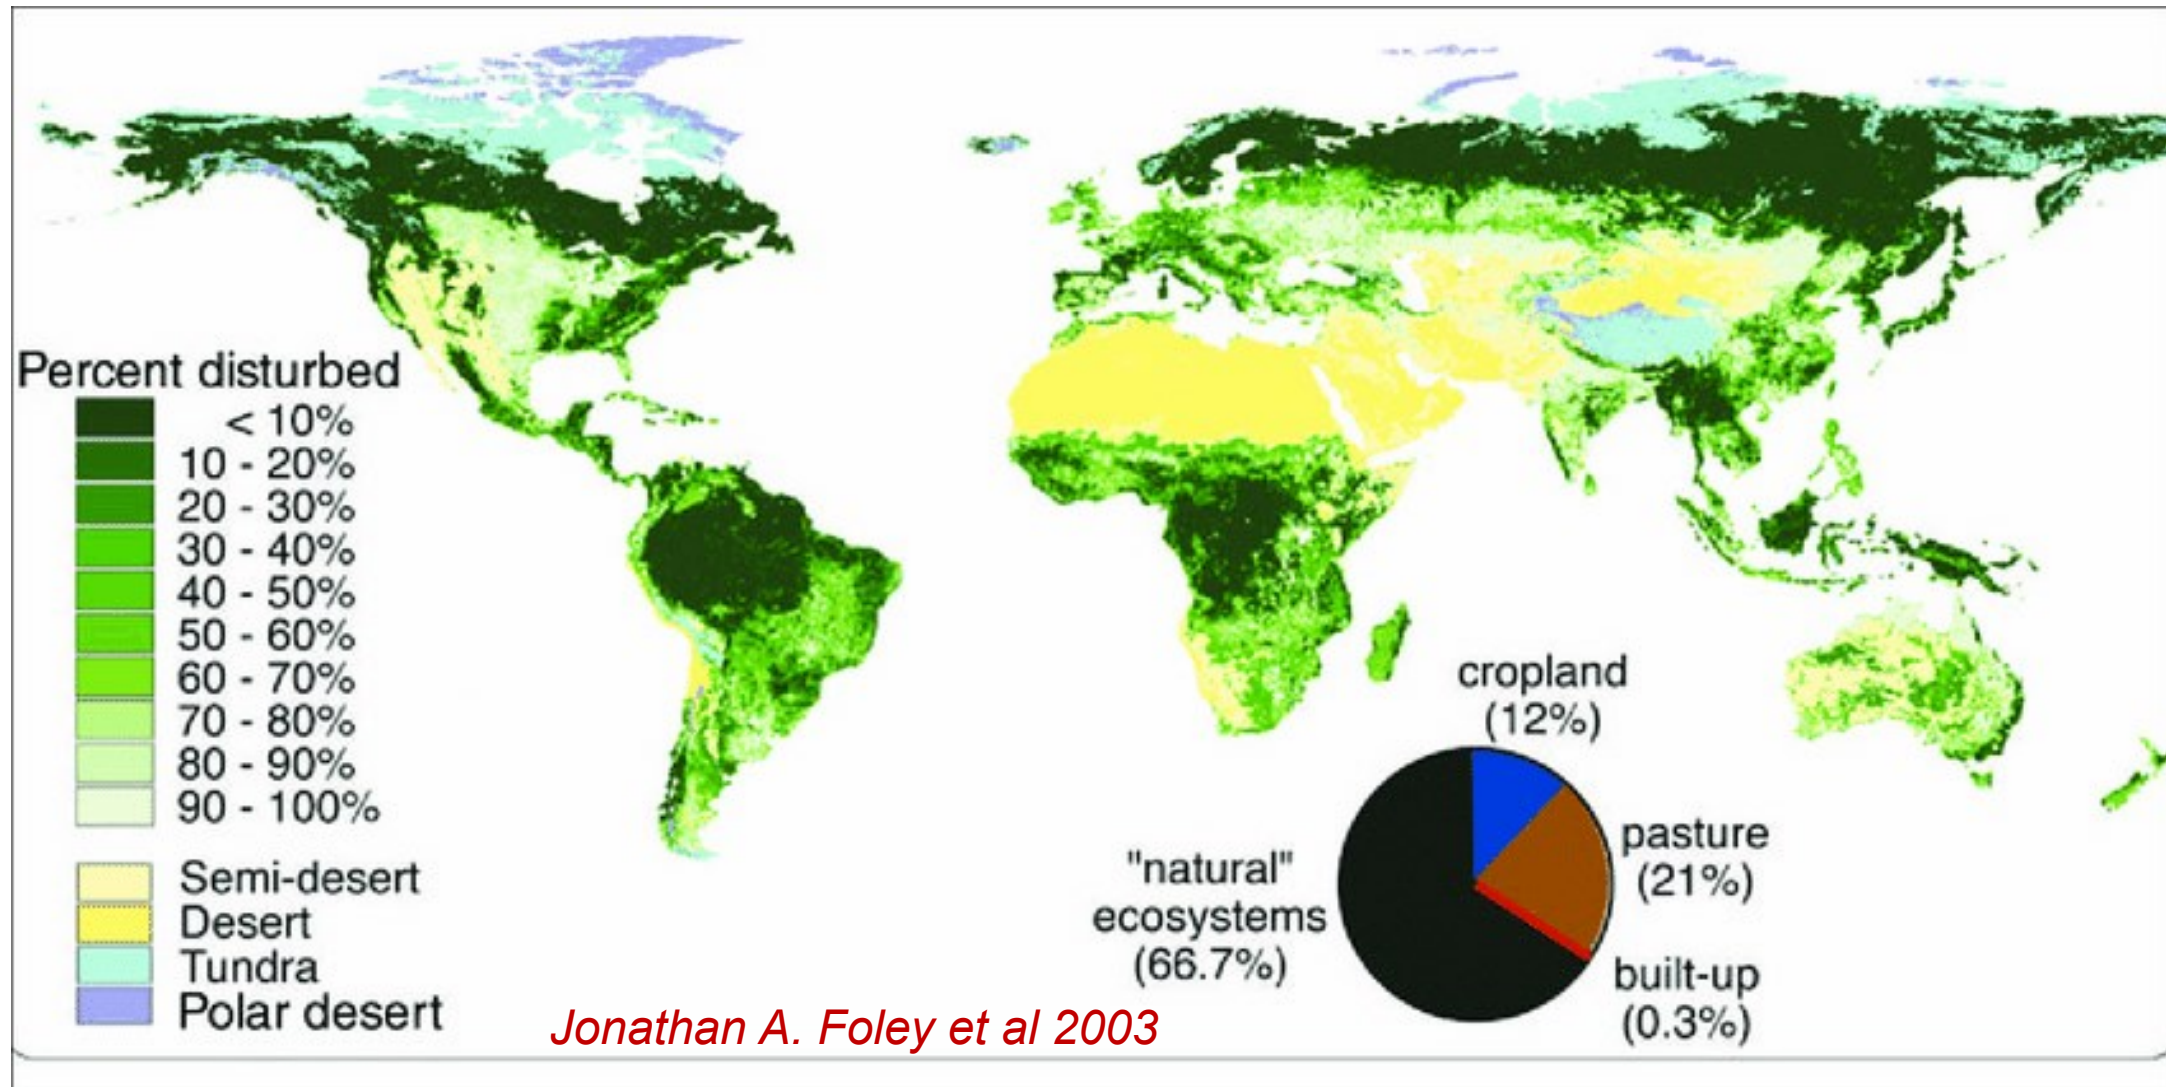 Percent disturbed
< 10%
10 - 20%
20 - 30%
30 - 40%
40 - 50%
50 - 60%
60 - 70%
70 - 80%
80 - 90%
90 - 100%
Semi-desert
Desert
Tundra
Polar desert
Jonathan A. Foley et al 2003
cropland
(12%)
pasture
(21%)
built-up
(0.3%)
"natural"
ecosystems
(66.7%)